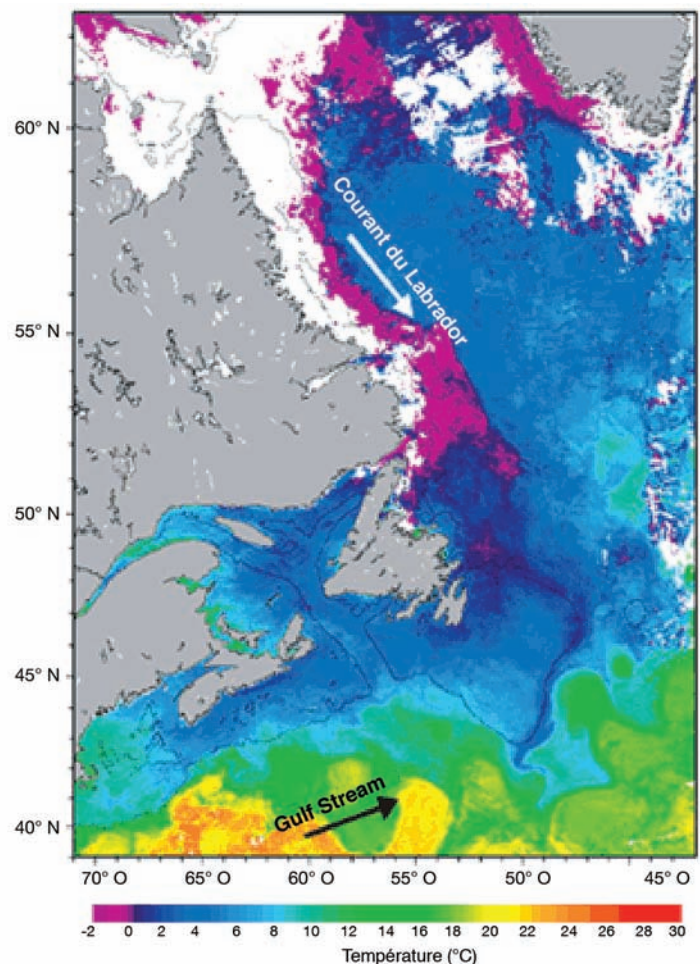 60° N
Courant du Labrador
55° N
50° N
45° N
Gulf Stream
40° N
70° O 65° O 60° O 55° O 50° O 45° O
-2 0 2 4 6 8 10 12 14 16 18 20 22 24 26 28 30
Température (°C)